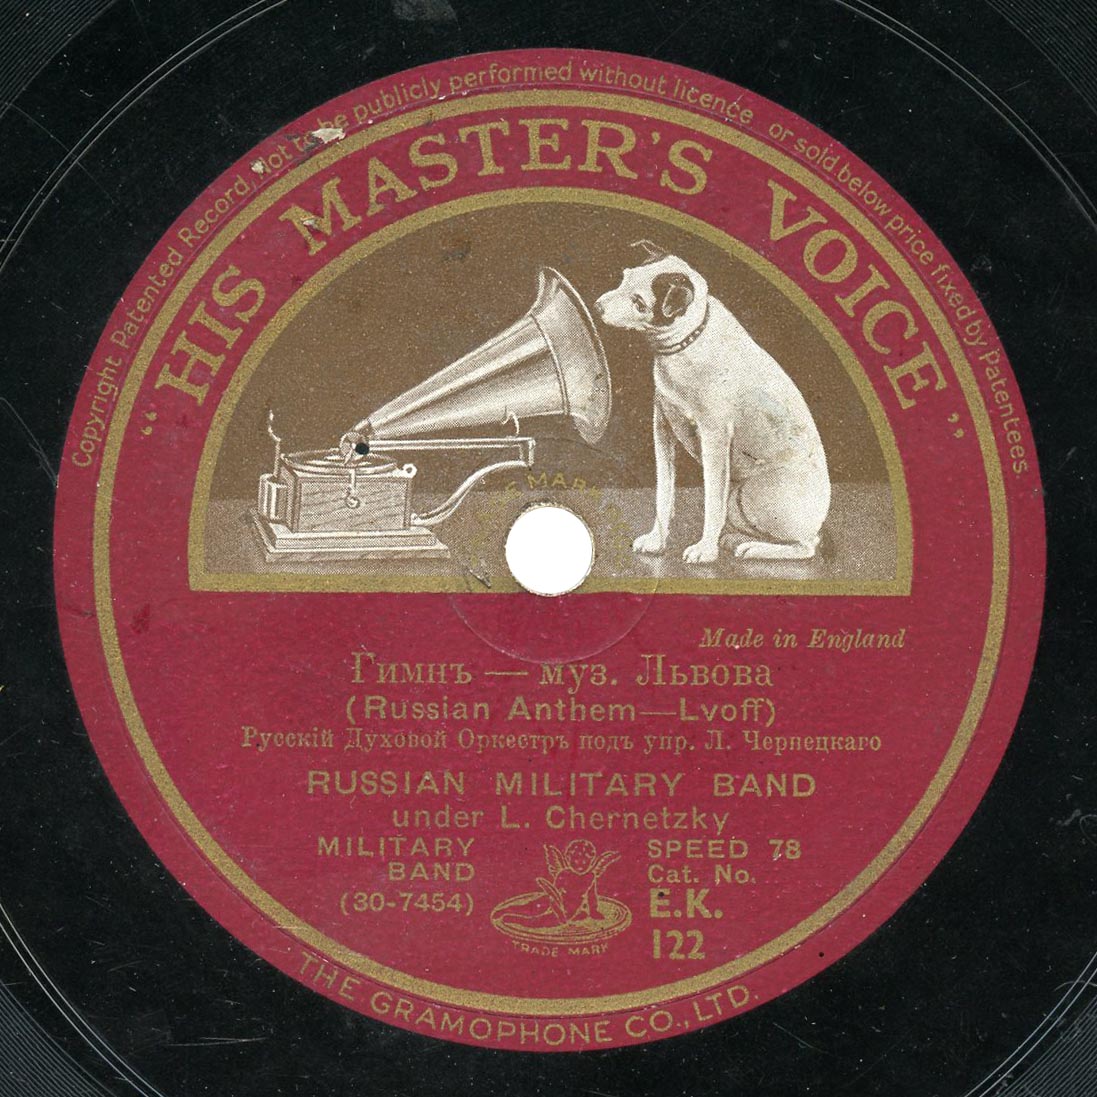 Copyright Patented Record, Not to be publicly performed without licence or sold below price fixed by Patentees.
"HIS MASTER'S VOICE"
TRADE MARK
Made in England
Гимнъ — муз. Львова
(Russian Anthem—Lvoff)
Русскій Духовой Оркестръ подъ упр. Л. Чернецкаго
RUSSIAN MILITARY BAND
under L. Chernetzky
MILITARY BAND
(30-7454)
SPEED 78
Cat. No.
E.K.
122
TRADE MARK
THE GRAMOPHONE CO., LTD.